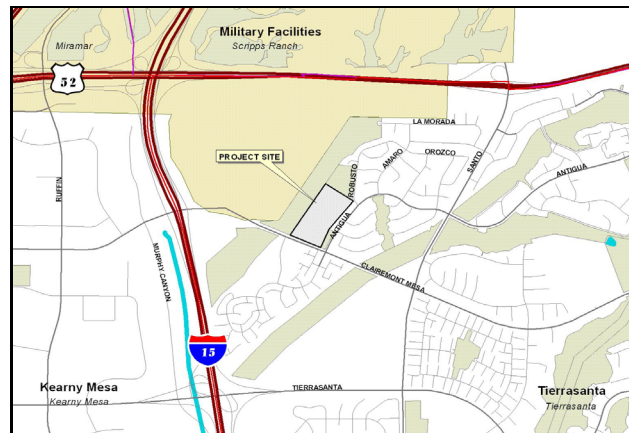 Military Facilities
Scripps Ranch
Miramar
52
LA MORADA
PROJECT SITE
AMARO
OROZCO
ROBUSTO
SANTO
ANTIGUA
RUFFIN
ANTIGUA
MURPHY CANYON
CLAIREMONT MESA
15
Kearny Mesa
Kearny Mesa
TIERRASANTA
Tierrasanta
Tierrasanta